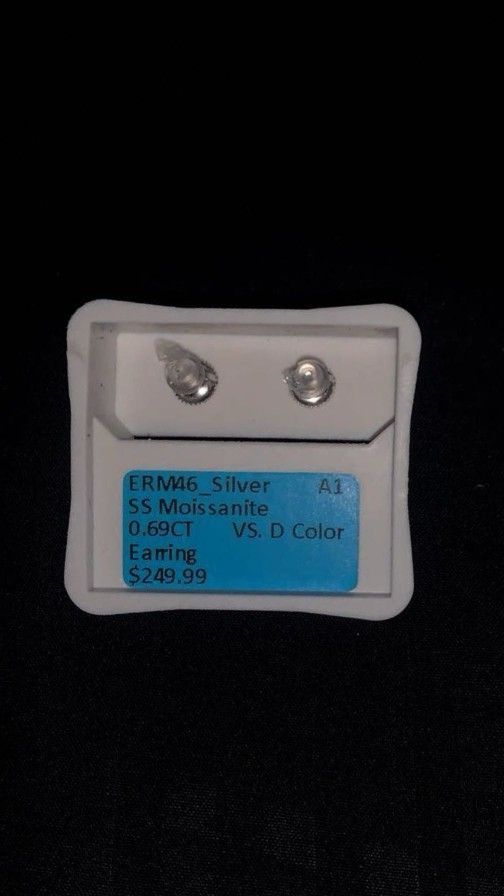 ERM46_Silver A1
SS Moissanite
0.69CT VS. D Color
Earring
$249.99